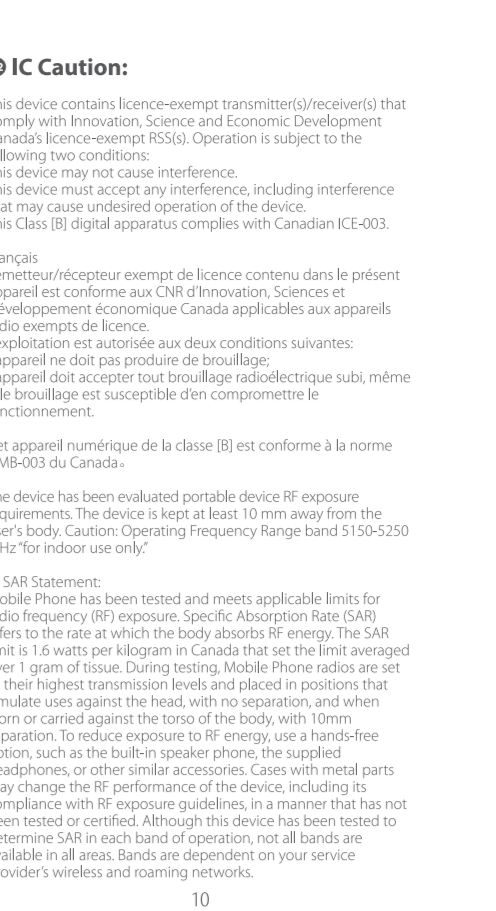 IC Caution:
his device contains licence-exempt transmitter(s)/receiver(s) that
omply with Innovation, Science and Economic Development
anada's licence-exempt RSS(s). Operation is subject to the
llowing two conditions:
his device may not cause interference.
his device must accept any interference, including interference
at may cause undesired operation of the device.
his Class [B] digital apparatus complies with Canadian ICE-003.
ançais
émetteur/récepteur exempt de licence contenu dans le présent
ppareil est conforme aux CNR d'Innovation, Sciences et
éveloppement économique Canada applicables aux appareils
dio exempts de licence.
exploitation est autorisée aux deux conditions suivantes:
appareil ne doit pas produire de brouillage;
appareil doit accepter tout brouillage radioélectrique subi, même
le brouillage est susceptible d'en compromettre le
nctionnement.
et appareil numérique de la classe [B] est conforme à la norme
MB-003 du Canada。
he device has been evaluated portable device RF exposure
quirements. The device is kept at least 10 mm away from the
ser's body. Caution: Operating Frequency Range band 5150-5250
Hz "for indoor use only."
SAR Statement:
obile Phone has been tested and meets applicable limits for
dio frequency (RF) exposure. Specific Absorption Rate (SAR)
fers to the rate at which the body absorbs RF energy. The SAR
mit is 1.6 watts per kilogram in Canada that set the limit averaged
ver 1 gram of tissue. During testing, Mobile Phone radios are set
their highest transmission levels and placed in positions that
mulate uses against the head, with no separation, and when
orn or carried against the torso of the body, with 10mm
paration. To reduce exposure to RF energy, use a hands-free
ption, such as the built-in speaker phone, the supplied
eadphones, or other similar accessories. Cases with metal parts
ay change the RF performance of the device, including its
ompliance with RF exposure guidelines, in a manner that has not
een tested or certified. Although this device has been tested to
etermine SAR in each band of operation, not all bands are
vailable in all areas. Bands are dependent on your service
rovider's wireless and roaming networks.
10